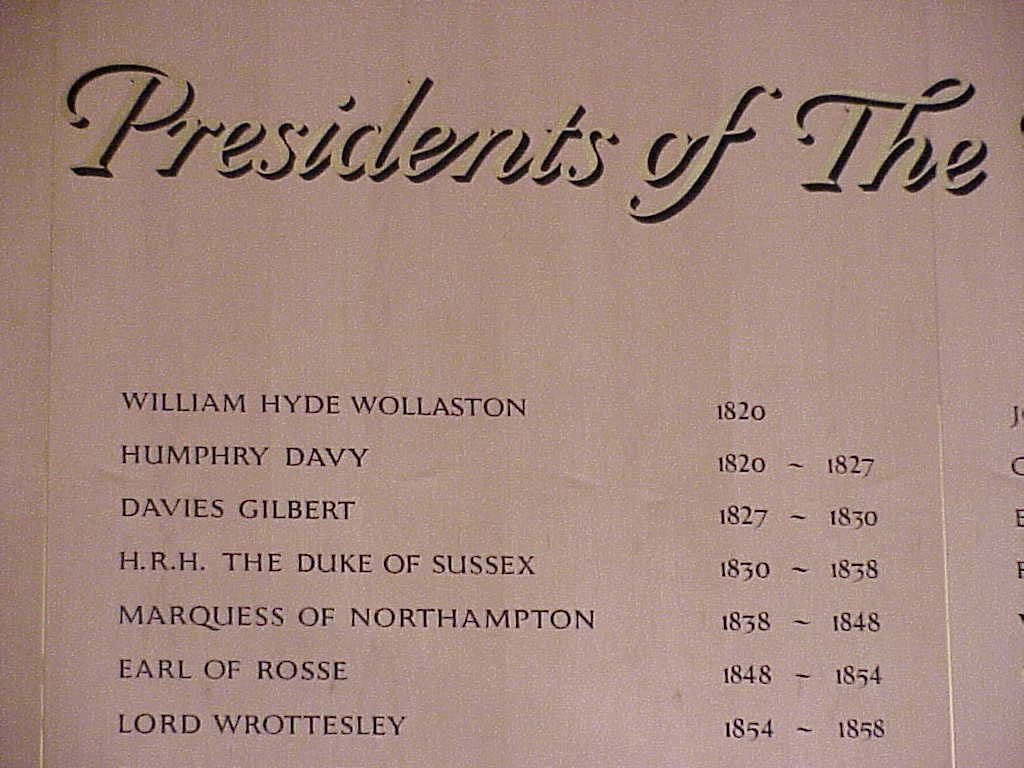 Presidents of The
WILLIAM HYDE WOLLASTON 1820
HUMPHRY DAVY 1820 ~ 1827
DAVIES GILBERT 1827 ~ 1830
H.R.H. THE DUKE OF SUSSEX 1830 ~ 1838
MARQUESS OF NORTHAMPTON 1838 ~ 1848
EARL OF ROSSE 1848 ~ 1854
LORD WROTTESLEY 1854 ~ 1858